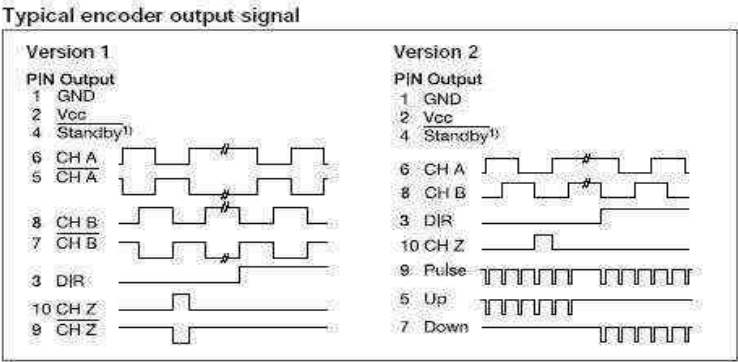 Typical encoder output signal
Version 1
PIN Output
1 GND
2 Vcc
4 Standby¹⁾
6 CH A
5 CH A
8 CH B
7 CH B
3 DIR
10 CH Z
9 CH Z
Version 2
PIN Output
1 GND
2 Vcc
4 Standby¹⁾
6 CH A
8 CH B
3 DIR
10 CH Z
9 Pulse
5 Up
7 Down